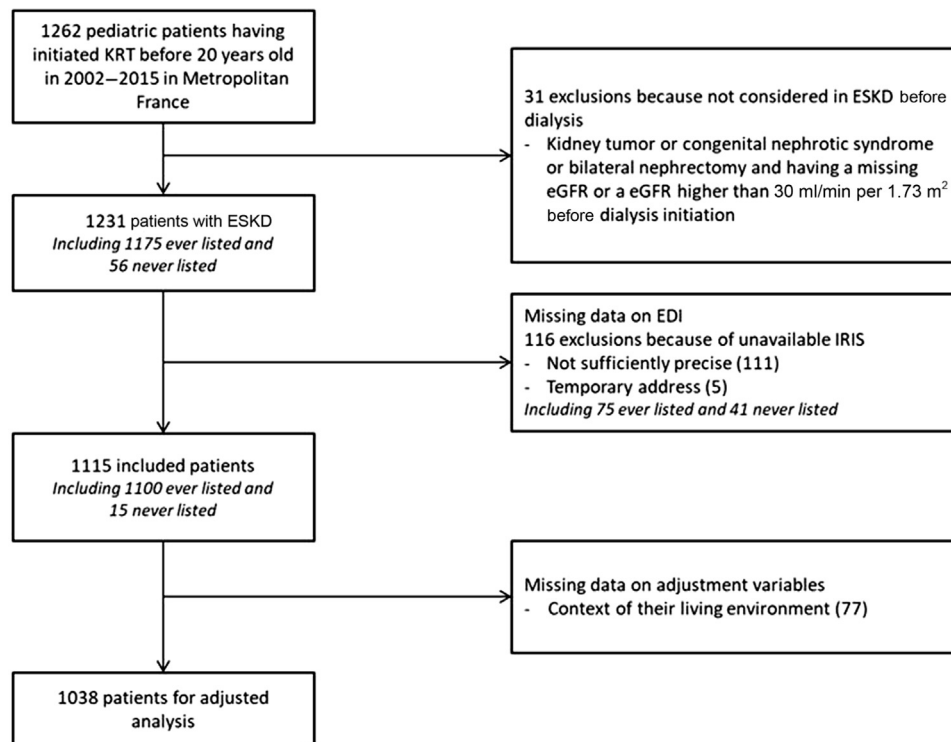 1262 pediatric patients having
initiated KRT before 20 years old
in 2002–2015 in Metropolitan
France
31 exclusions because not considered in ESKD before
dialysis
- Kidney tumor or congenital nephrotic syndrome
or bilateral nephrectomy and having a missing
eGFR or a eGFR higher than 30 ml/min per 1.73 m²
before dialysis initiation
1231 patients with ESKD
Including 1175 ever listed and
56 never listed
Missing data on EDI
116 exclusions because of unavailable IRIS
- Not sufficiently precise (111)
- Temporary address (5)
Including 75 ever listed and 41 never listed
1115 included patients
Including 1100 ever listed and
15 never listed
Missing data on adjustment variables
- Context of their living environment (77)
1038 patients for adjusted
analysis